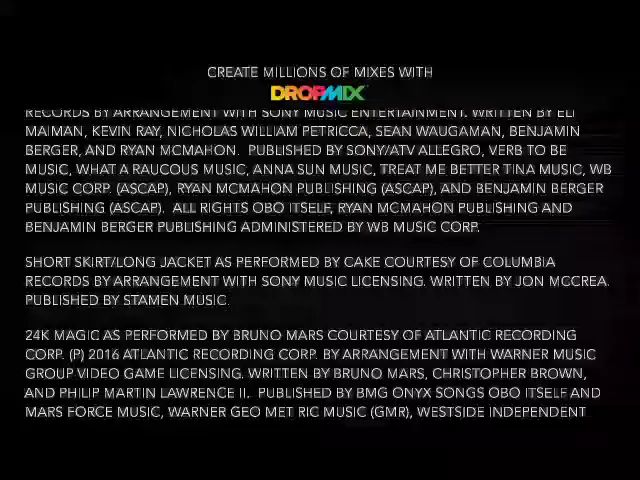 CREATE MILLIONS OF MIXES WITH
DROPMIX
RECORDS BY ARRANGEMENT WITH SONY MUSIC ENTERTAINMENT. WRITTEN BY ELI
MAIMAN, KEVIN RAY, NICHOLAS WILLIAM PETRICCA, SEAN WAUGAMAN, BENJAMIN
BERGER, AND RYAN MCMAHON.  PUBLISHED BY SONY/ATV ALLEGRO, VERB TO BE
MUSIC, WHAT A RAUCOUS MUSIC, ANNA SUN MUSIC, TREAT ME BETTER TINA MUSIC, WB
MUSIC CORP. (ASCAP), RYAN MCMAHON PUBLISHING (ASCAP), AND BENJAMIN BERGER
PUBLISHING (ASCAP).  ALL RIGHTS OBO ITSELF, RYAN MCMAHON PUBLISHING AND
BENJAMIN BERGER PUBLISHING ADMINISTERED BY WB MUSIC CORP.
SHORT SKIRT/LONG JACKET AS PERFORMED BY CAKE COURTESY OF COLUMBIA
RECORDS BY ARRANGEMENT WITH SONY MUSIC LICENSING. WRITTEN BY JON MCCREA.
PUBLISHED BY STAMEN MUSIC.
24K MAGIC AS PERFORMED BY BRUNO MARS COURTESY OF ATLANTIC RECORDING
CORP. (P) 2016 ATLANTIC RECORDING CORP. BY ARRANGEMENT WITH WARNER MUSIC
GROUP VIDEO GAME LICENSING. WRITTEN BY BRUNO MARS, CHRISTOPHER BROWN,
AND PHILIP MARTIN LAWRENCE II.  PUBLISHED BY BMG ONYX SONGS OBO ITSELF AND
MARS FORCE MUSIC, WARNER GEO MET RIC MUSIC (GMR), WESTSIDE INDEPENDENT